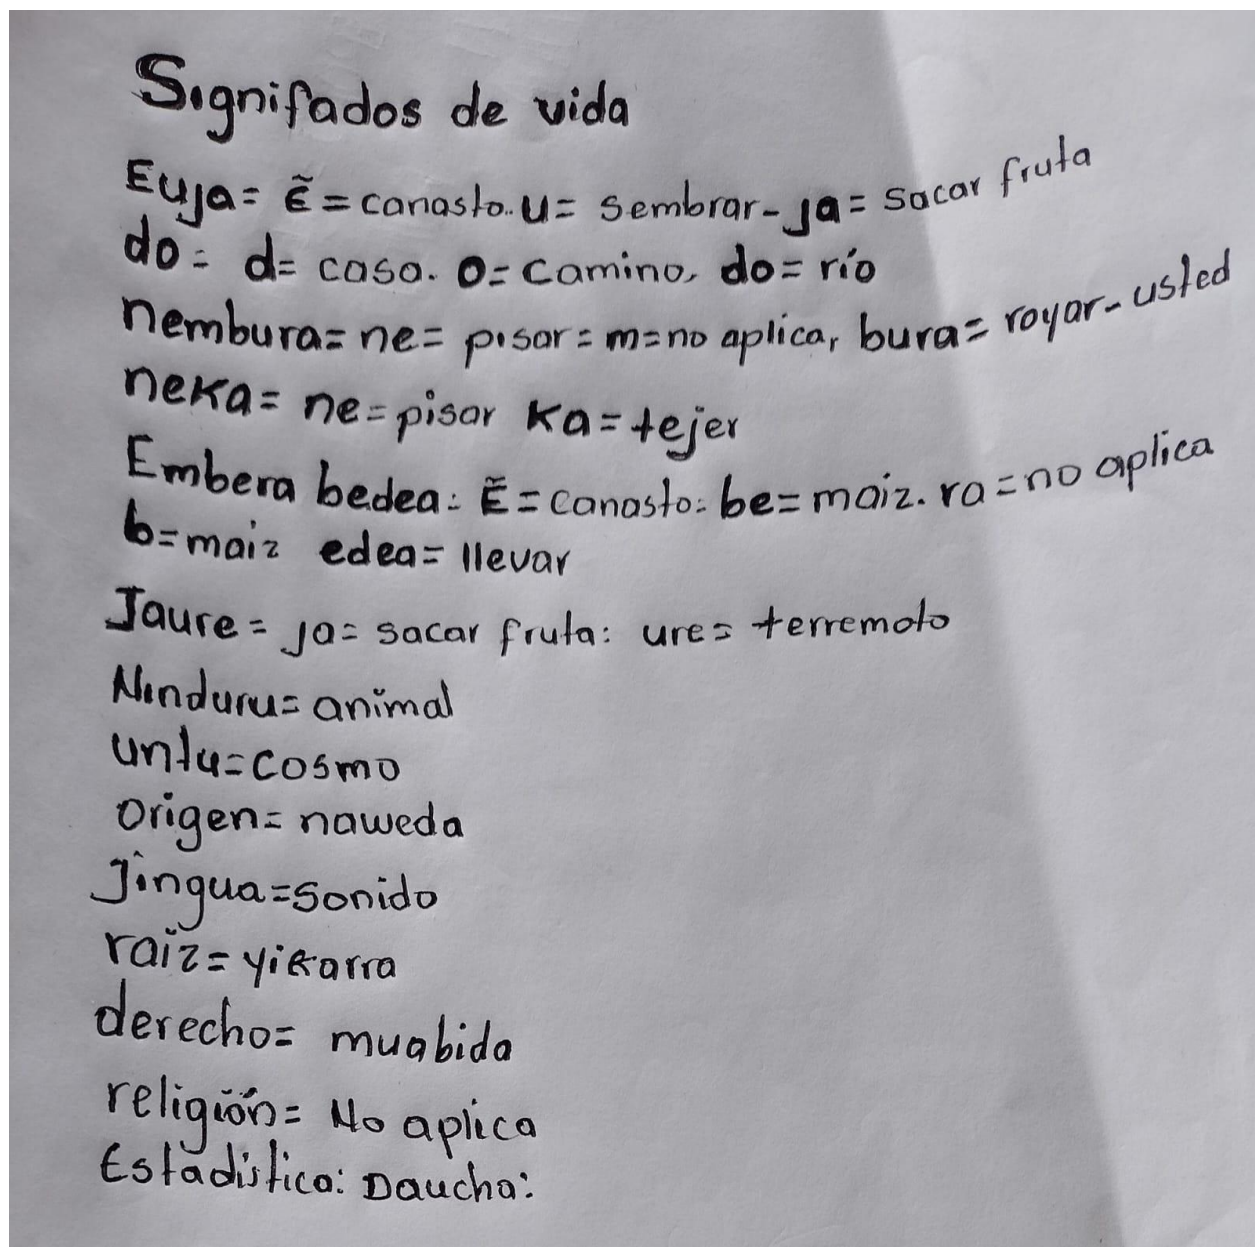 Signifados de vida
Euja= Ẽ= canasto.. U= sembrar- ja= sacar fruta
do= d= casa. O= camino, do= río
nembura= ne= pisar= m=no aplica, bura= rayar- usted
neka= ne=pisar ka=tejer
Embera bedea: Ẽ=canasto: be= maiz. ra=no aplica
b=maiz edea= llevar
Jaure= ja= sacar fruta: ure= terremoto
Ninduru= animal
untu=cosmo
origen= naweda
Jingua=sonido
raiz= yikarra
derecho= muabida
religión= No aplica
Estadistica: Daucha: